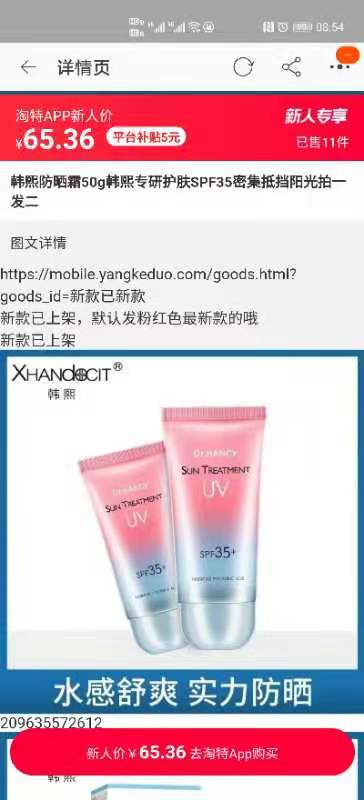 08:54
详情页
淘特APP新人价
¥65.36 平台补贴5元
新人专享
已售11件
韩熙防晒霜50g韩熙专研护肤SPF35密集抵挡阳光拍一
发二
图文详情
https://mobile.yangkeduo.com/goods.html?
goods_id=新款已新款
新款已上架，默认发粉红色最新款的哦
新款已上架
XHANDOCIT®
韩熙
Dr.HANCY
SUN TREATMENT
UV
SPF35+
SUN TREATMENT
UV
SPF35+
水感舒爽 实力防晒
209635572612
新人价¥65.36 去淘特App购买
韩熙